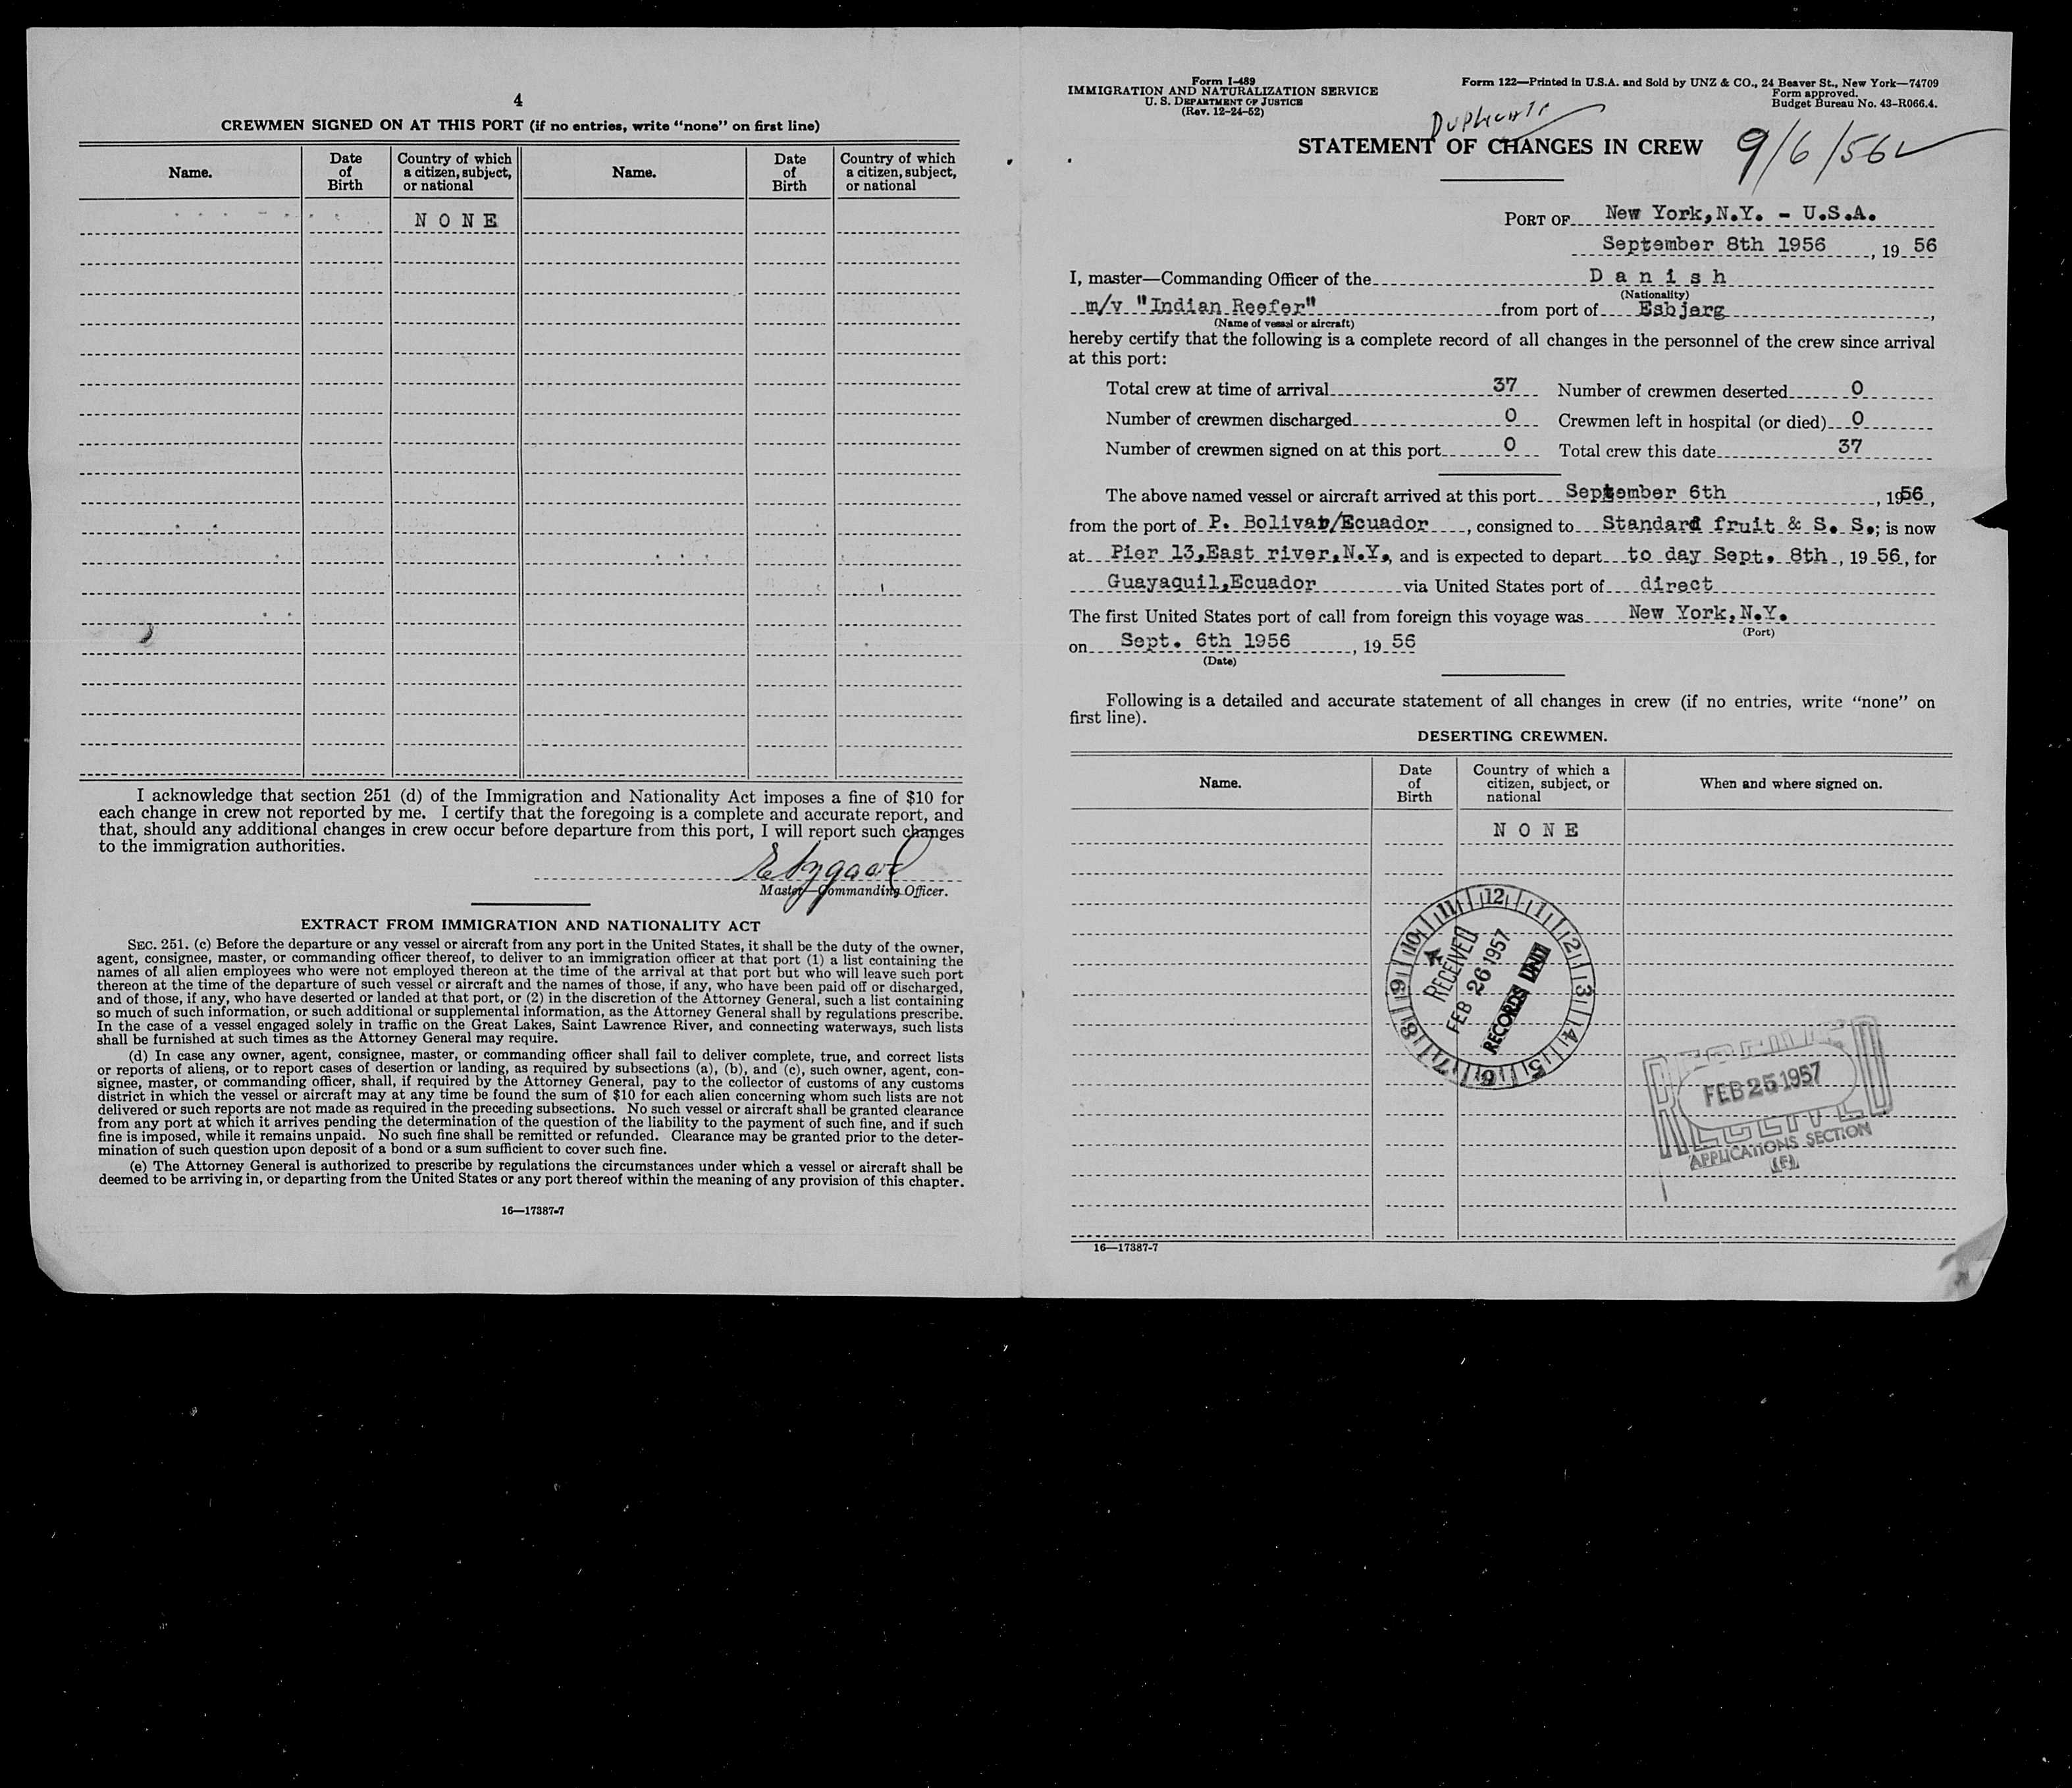 4
CREWMEN SIGNED ON AT THIS PORT (if no entries, write “none” on first line)
Name. Date of Birth Country of which a citizen, subject, or national Name. Date of Birth Country of which a citizen, subject, or national
N O N E
I acknowledge that section 251 (d) of the Immigration and Nationality Act imposes a fine of $10 for
each change in crew not reported by me. I certify that the foregoing is a complete and accurate report, and
that, should any additional changes in crew occur before departure from this port, I will report such changes
to the immigration authorities.
Master—Commanding Officer.
EXTRACT FROM IMMIGRATION AND NATIONALITY ACT
SEC. 251. (c) Before the departure or any vessel or aircraft from any port in the United States, it shall be the duty of the owner,
agent, consignee, master, or commanding officer thereof, to deliver to an immigration officer at that port (1) a list containing the
names of all alien employees who were not employed thereon at the time of the arrival at that port but who will leave such port
thereon at the time of the departure of such vessel or aircraft and the names of those, if any, who have been paid off or discharged,
and of those, if any, who have deserted or landed at that port, or (2) in the discretion of the Attorney General, such a list containing
so much of such information, or such additional or supplemental information, as the Attorney General shall by regulations prescribe.
In the case of a vessel engaged solely in traffic on the Great Lakes, Saint Lawrence River, and connecting waterways, such lists
shall be furnished at such times as the Attorney General may require.
(d) In case any owner, agent, consignee, master, or commanding officer shall fail to deliver complete, true, and correct lists
or reports of aliens, or to report cases of desertion or landing, as required by subsections (a), (b), and (c), such owner, agent, con-
signee, master, or commanding officer, shall, if required by the Attorney General, pay to the collector of customs of any customs
district in which the vessel or aircraft may at any time be found the sum of $10 for each alien concerning whom such lists are not
delivered or such reports are not made as required in the preceding subsections. No such vessel or aircraft shall be granted clearance
from any port at which it arrives pending the determination of the question of the liability to the payment of such fine, and if such
fine is imposed, while it remains unpaid. No such fine shall be remitted or refunded. Clearance may be granted prior to the deter-
mination of such question upon deposit of a bond or a sum sufficient to cover such fine.
(e) The Attorney General is authorized to prescribe by regulations the circumstances under which a vessel or aircraft shall be
deemed to be arriving in, or departing from the United States or any port thereof within the meaning of any provision of this chapter.
16—17387-7
Form I-489
IMMIGRATION AND NATURALIZATION SERVICE
U. S. DEPARTMENT OF JUSTICE
(Rev. 12-24-52)
Form 122—Printed in U.S.A. and Sold by UNZ & CO., 24 Beaver St., New York—74709
Form approved.
Budget Bureau No. 43-R066.4.
Duplicate
STATEMENT OF CHANGES IN CREW 9/6/56
PORT OF New York,N.Y. - U.S.A.
September 8th 1956, 19 56
I, master—Commanding Officer of the D a n i s h
(Nationality)
m/v "Indian Reefer" from port of Esbjerg,
(Name of vessel or aircraft)
hereby certify that the following is a complete record of all changes in the personnel of the crew since arrival
at this port:
Total crew at time of arrival 37 Number of crewmen deserted 0
Number of crewmen discharged 0 Crewmen left in hospital (or died) 0
Number of crewmen signed on at this port 0 Total crew this date 37
The above named vessel or aircraft arrived at this port September 6th, 1956,
from the port of P. Bolivar/Ecuador, consigned to Standard fruit & S. S.; is now
at Pier 13,East river,N.Y., and is expected to depart to day Sept. 8th, 19 56, for
Guayaquil,Ecuador via United States port of direct
The first United States port of call from foreign this voyage was New York,N.Y.
(Port)
on Sept. 6th 1956, 19 56
(Date)
Following is a detailed and accurate statement of all changes in crew (if no entries, write “none” on
first line).
DESERTING CREWMEN.
Name. Date of Birth Country of which a citizen, subject, or national When and where signed on.
N O N E
12 1 2 3 4 5 6 7 8 9 10 11
RECEIVED
FEB 26 1957
RECORDS UNIT
RECEIVED
FEB 25 1957
APPLICATIONS SECTION
16—17387-7